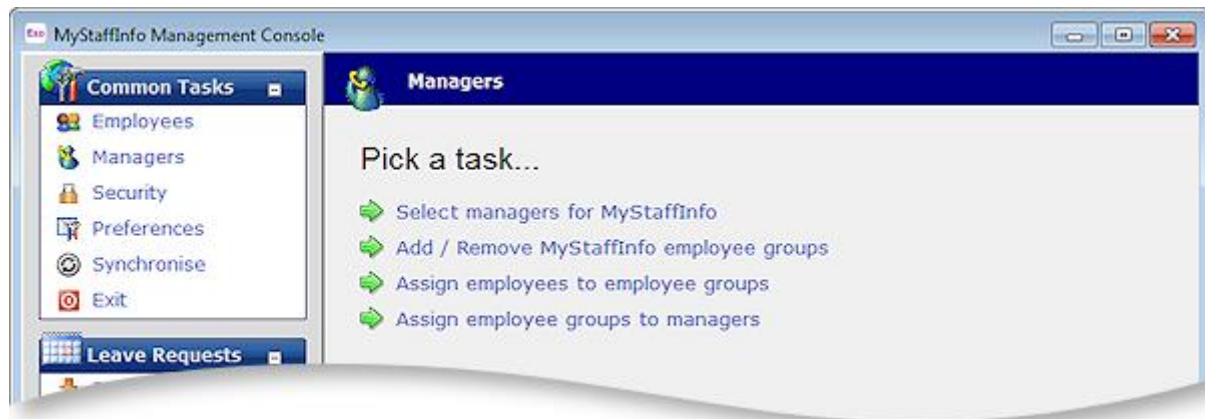 Exo MyStaffInfo Management Console
Common Tasks
Employees
Managers
Security
Preferences
Synchronise
Exit
Leave Requests
Managers
Pick a task...
Select managers for MyStaffInfo
Add / Remove MyStaffInfo employee groups
Assign employees to employee groups
Assign employee groups to managers